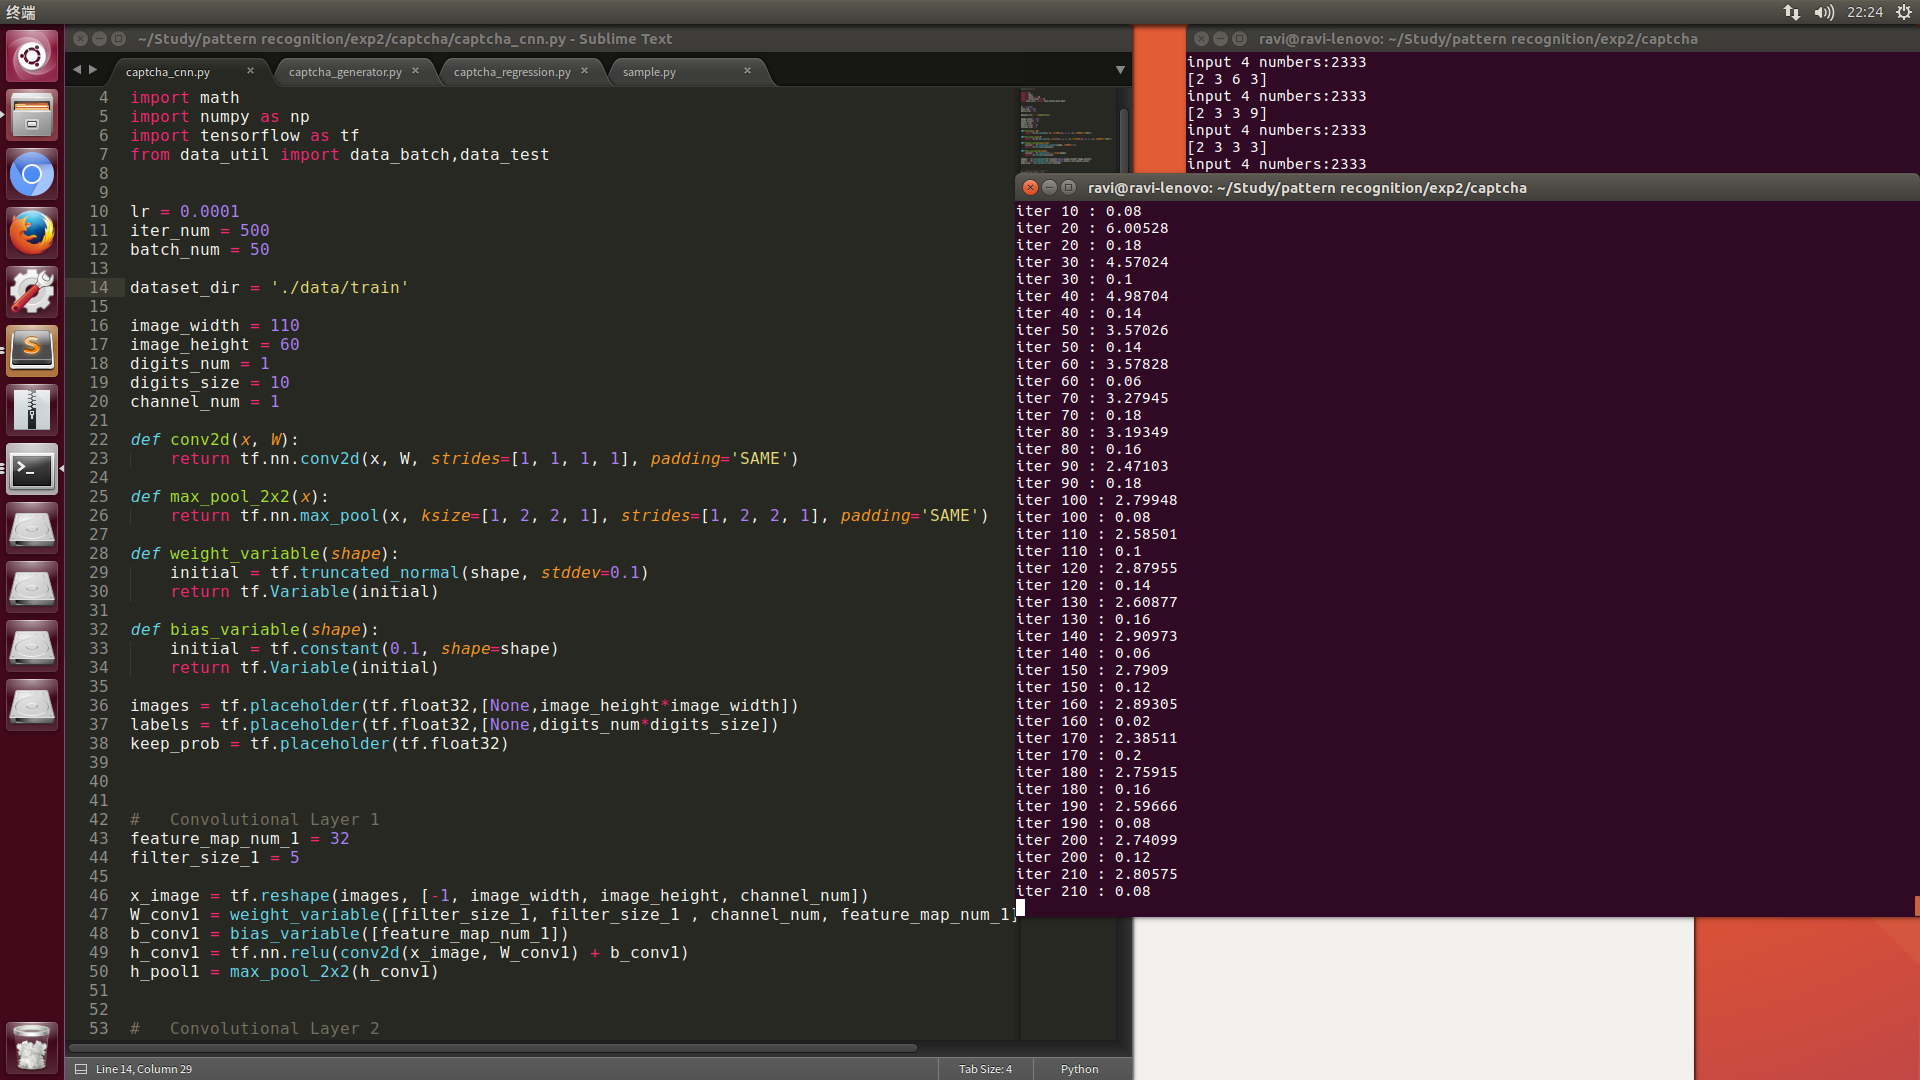 终端
22:24
~/Study/pattern recognition/exp2/captcha/captcha_cnn.py - Sublime Text
captcha_cnn.py
captcha_generator.py
captcha_regression.py
sample.py
4 import math
5 import numpy as np
6 import tensorflow as tf
7 from data_util import data_batch,data_test
8
9
10 lr = 0.0001
11 iter_num = 500
12 batch_num = 50
13
14 dataset_dir = './data/train'
15
16 image_width = 110
17 image_height = 60
18 digits_num = 1
19 digits_size = 10
20 channel_num = 1
21
22 def conv2d(x, W):
23     return tf.nn.conv2d(x, W, strides=[1, 1, 1, 1], padding='SAME')
24
25 def max_pool_2x2(x):
26     return tf.nn.max_pool(x, ksize=[1, 2, 2, 1], strides=[1, 2, 2, 1], padding='SAME')
27
28 def weight_variable(shape):
29     initial = tf.truncated_normal(shape, stddev=0.1)
30     return tf.Variable(initial)
31
32 def bias_variable(shape):
33     initial = tf.constant(0.1, shape=shape)
34     return tf.Variable(initial)
35
36 images = tf.placeholder(tf.float32,[None,image_height*image_width])
37 labels = tf.placeholder(tf.float32,[None,digits_num*digits_size])
38 keep_prob = tf.placeholder(tf.float32)
39
40
41
42 #   Convolutional Layer 1
43 feature_map_num_1 = 32
44 filter_size_1 = 5
45
46 x_image = tf.reshape(images, [-1, image_width, image_height, channel_num])
47 W_conv1 = weight_variable([filter_size_1, filter_size_1 , channel_num, feature_map_num_1]
48 b_conv1 = bias_variable([feature_map_num_1])
49 h_conv1 = tf.nn.relu(conv2d(x_image, W_conv1) + b_conv1)
50 h_pool1 = max_pool_2x2(h_conv1)
51
52
53 #   Convolutional Layer 2
Line 14, Column 29
Tab Size: 4
Python
ravi@ravi-lenovo: ~/Study/pattern recognition/exp2/captcha
input 4 numbers:2333
[2 3 6 3]
input 4 numbers:2333
[2 3 3 9]
input 4 numbers:2333
[2 3 3 3]
input 4 numbers:2333
ravi@ravi-lenovo: ~/Study/pattern recognition/exp2/captcha
iter 10 : 0.08
iter 20 : 6.00528
iter 20 : 0.18
iter 30 : 4.57024
iter 30 : 0.1
iter 40 : 4.98704
iter 40 : 0.14
iter 50 : 3.57026
iter 50 : 0.14
iter 60 : 3.57828
iter 60 : 0.06
iter 70 : 3.27945
iter 70 : 0.18
iter 80 : 3.19349
iter 80 : 0.16
iter 90 : 2.47103
iter 90 : 0.18
iter 100 : 2.79948
iter 100 : 0.08
iter 110 : 2.58501
iter 110 : 0.1
iter 120 : 2.87955
iter 120 : 0.14
iter 130 : 2.60877
iter 130 : 0.16
iter 140 : 2.90973
iter 140 : 0.06
iter 150 : 2.7909
iter 150 : 0.12
iter 160 : 2.89305
iter 160 : 0.02
iter 170 : 2.38511
iter 170 : 0.2
iter 180 : 2.75915
iter 180 : 0.16
iter 190 : 2.59666
iter 190 : 0.08
iter 200 : 2.74099
iter 200 : 0.12
iter 210 : 2.80575
iter 210 : 0.08